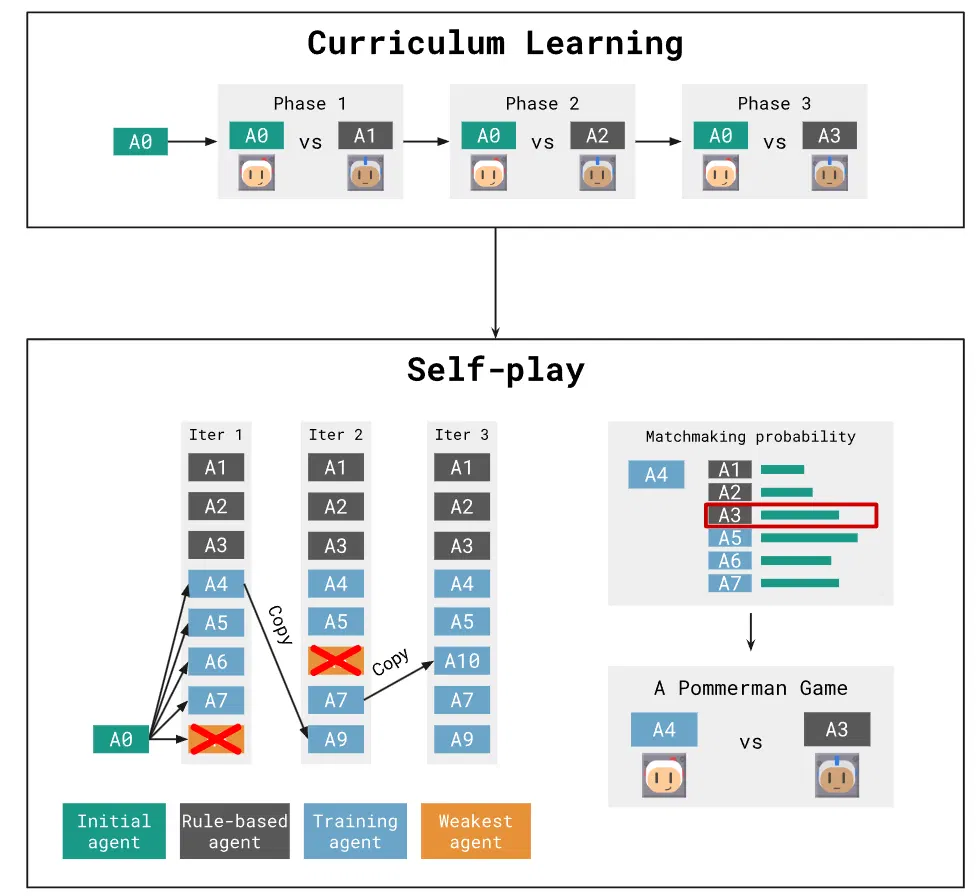 Curriculum Learning
Phase 1
Phase 2
Phase 3
A0
A0 vs A1
A0 vs A2
A0 vs A3
Self-play
Iter 1
A1
A2
A3
A4
A5
A6
A7
A0
Copy
Iter 2
A1
A2
A3
A4
A5
A7
A9
Copy
Iter 3
A1
A2
A3
A4
A5
A10
A7
A9
Matchmaking probability
A4
A1
A2
A3
A5
A6
A7
A Pommerman Game
A4 vs A3
Initial
agent
Rule-based
agent
Training
agent
Weakest
agent